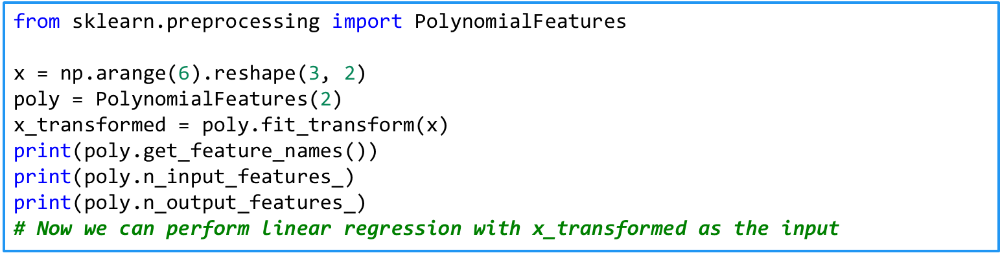 from sklearn.preprocessing import PolynomialFeatures
x = np.arange(6).reshape(3, 2)
poly = PolynomialFeatures(2)
x_transformed = poly.fit_transform(x)
print(poly.get_feature_names())
print(poly.n_input_features_)
print(poly.n_output_features_)
# Now we can perform linear regression with x_transformed as the input